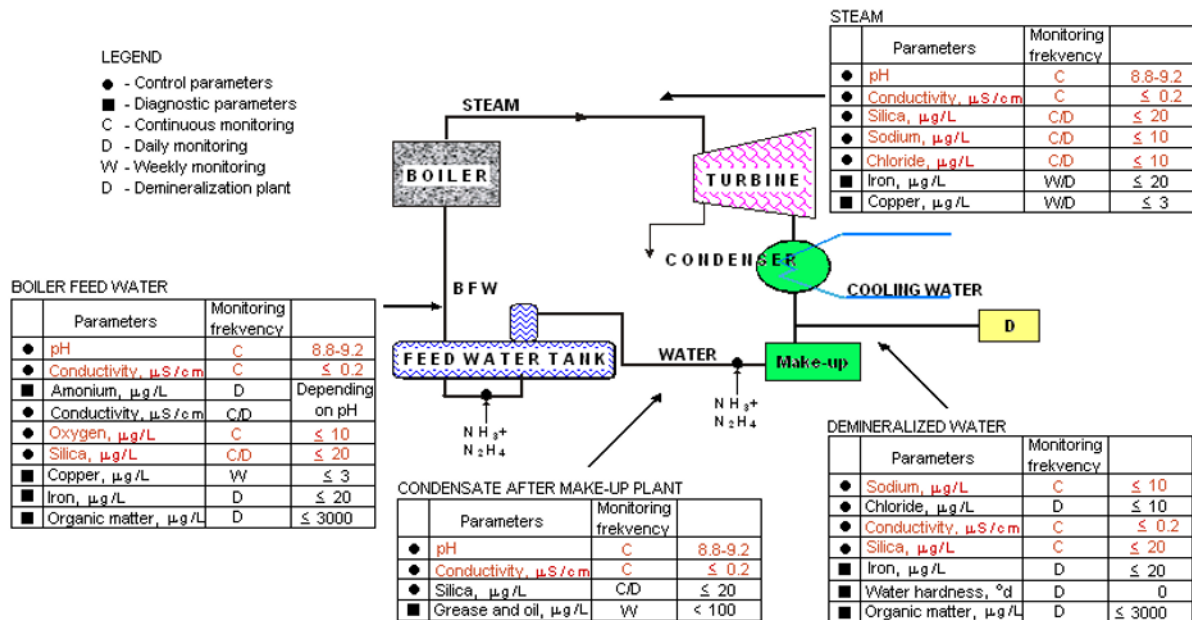 LEGEND
● - Control parameters
■ - Diagnostic parameters
C - Continuous monitoring
D - Daily monitoring
W - Weekly monitoring
D - Demineralization plant
STEAM
Parameters Monitoring frekvency
● pH C 8.8-9.2
● Conductivity, µS/cm C ≤ 0.2
● Silica, µg/L C/D ≤ 20
● Sodium, µg/L C/D ≤ 10
● Chloride, µg/L C/D ≤ 10
■ Iron, µg/L W/D ≤ 20
■ Copper, µg/L W/D ≤ 3
STEAM
BOILER
TURBINE
CONDENSER
COOLING WATER
D
Make-up
WATER
NH₃+
N₂H₄
BFW
FEED WATER TANK
NH₃+
N₂H₄
BOILER FEED WATER
Parameters Monitoring frekvency
● pH C 8.8-9.2
● Conductivity, µS/cm C ≤ 0.2
■ Amonium, µg/L D Depending
● Conductivity, µS/cm C/D on pH
● Oxygen, µg/L C ≤ 10
● Silica, µg/L C/D ≤ 20
■ Copper, µg/L W ≤ 3
■ Iron, µg/L D ≤ 20
■ Organic matter, µg/L D ≤ 3000
CONDENSATE AFTER MAKE-UP PLANT
Parameters Monitoring frekvency
● pH C 8.8-9.2
● Conductivity, µS/cm C ≤ 0.2
● Silica, µg/L C/D ≤ 20
■ Grease and oil, µg/L W < 100
DEMINERALIZED WATER
Parameters Monitoring frekvency
● Sodium, µg/L C ≤ 10
● Chloride, µg/L D ≤ 10
● Conductivity, µS/cm C ≤ 0.2
● Silica, µg/L C ≤ 20
■ Iron, µg/L D ≤ 20
■ Water hardness, °d D 0
■ Organic matter, µg/L D ≤ 3000